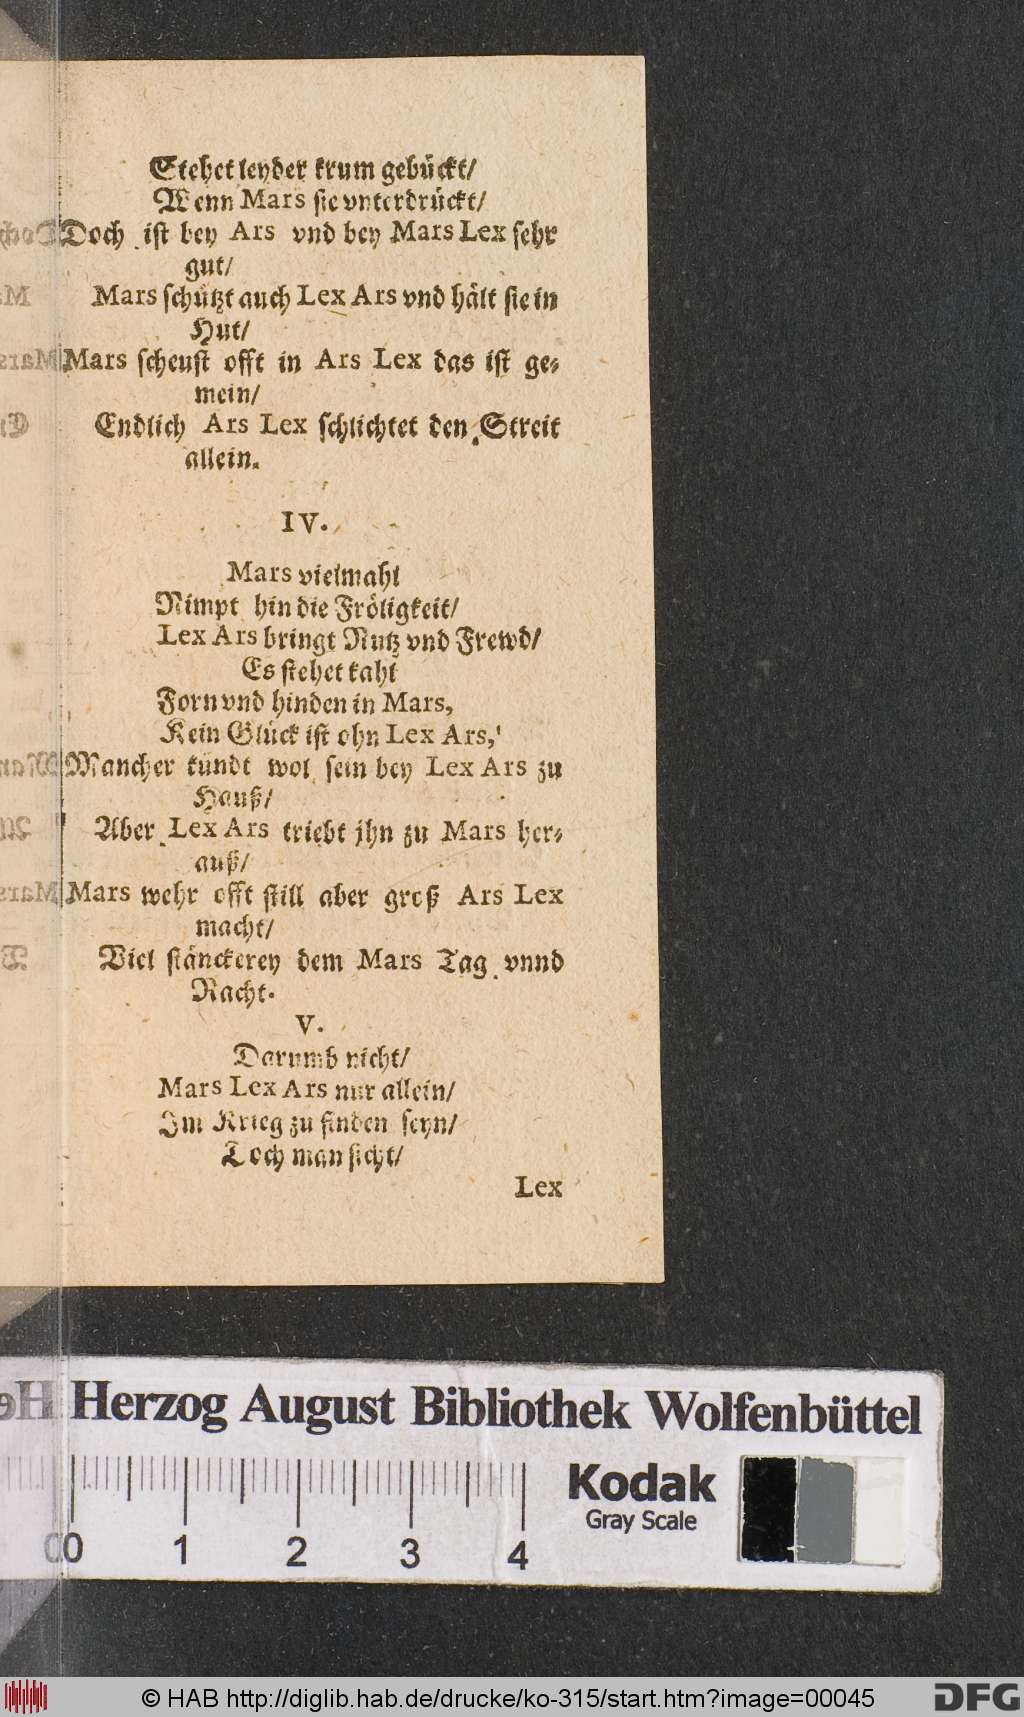 Stehet leyder krum gebückt/
Wenn Mars sie vnterdrückt/
Doch ist bey Ars vnd bey Mars Lex sehr
gut/
Mars schützt auch Lex Ars vnd hält sie in
Hut/
Mars scheust offt in Ars Lex das ist ge-
mein/
Endlich Ars Lex schlichtet den Streit
allein.
IV.
Mars vielmahl
Nimpt hin die Fröligkeit/
Lex Ars bringt Nutz vnd Frewd/
Es stehet kahl
Forn vnd hinden in Mars,
Kein Glück ist ohn Lex Ars,
Mancher kündt wol sein bey Lex Ars zu
Hauß/
Aber Lex Ars triebt jhn zu Mars her-
auß/
Mars wehr offt still aber groß Ars Lex
macht/
Viel stänckerey dem Mars Tag vnnd
Nacht.
V.
Darumb nicht/
Mars Lex Ars nur allein/
Im Krieg zu finden seyn/
Doch man sicht/
Lex
Herzog August Bibliothek Wolfenbüttel
Kodak
Gray Scale
0 1 2 3 4
© HAB http://diglib.hab.de/drucke/ko-315/start.htm?image=00045
DFG